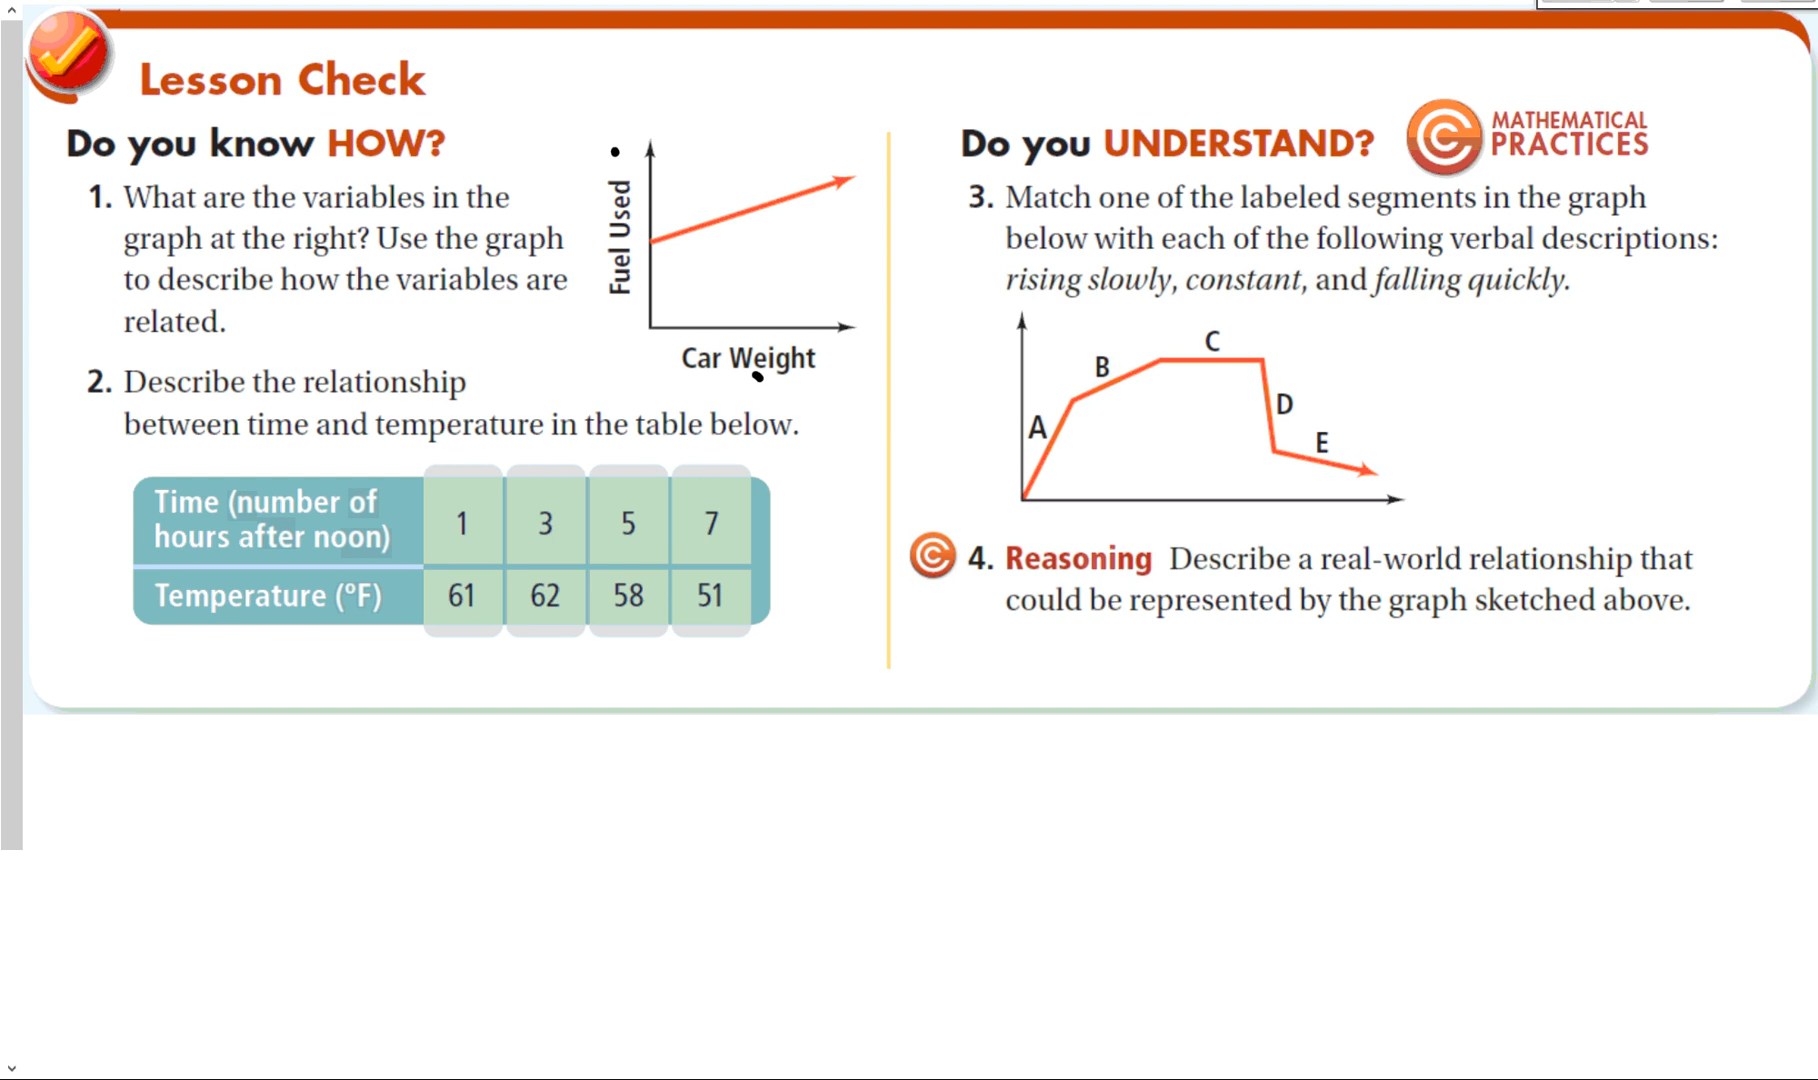 Lesson Check
Do you know HOW?
1. What are the variables in the
graph at the right? Use the graph
to describe how the variables are
related.
Fuel Used
Car Weight
2. Describe the relationship
between time and temperature in the table below.
Time (number of
hours after noon) 1 3 5 7
Temperature (°F) 61 62 58 51
Do you UNDERSTAND?
MATHEMATICAL
PRACTICES
3. Match one of the labeled segments in the graph
below with each of the following verbal descriptions:
rising slowly, constant, and falling quickly.
A
B
C
D
E
4. Reasoning Describe a real-world relationship that
could be represented by the graph sketched above.